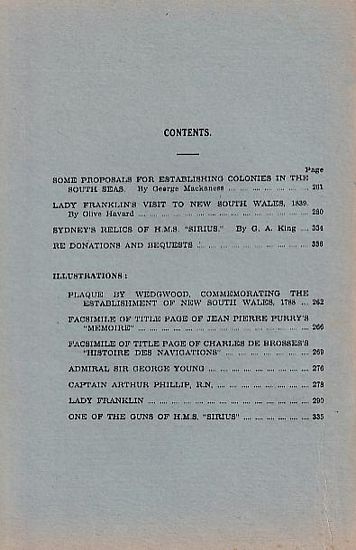 CONTENTS.
Page
SOME PROPOSALS FOR ESTABLISHING COLONIES IN THE
SOUTH SEAS. By George Mackaness ... ... ... ... ... ... 261
LADY FRANKLIN'S VISIT TO NEW SOUTH WALES, 1839.
By Olive Havard ... ... ... ... ... ... ... ... ... ... 280
SYDNEY'S RELICS OF H.M.S. "SIRIUS." By G. A. King ... 334
RE DONATIONS AND BEQUESTS ... ... ... ... ... ... ... 336
ILLUSTRATIONS:
PLAQUE BY WEDGWOOD, COMMEMORATING THE
ESTABLISHMENT OF NEW SOUTH WALES, 1788 ... 262
FACSIMILE OF TITLE PAGE OF JEAN PIERRE PURRY'S
"MEMOIRE" ... ... ... ... ... ... ... ... ... ... 266
FACSIMILE OF TITLE PAGE OF CHARLES DE BROSSES'S
"HISTOIRE DES NAVIGATIONS" ... ... ... ... ... ... 269
ADMIRAL SIR GEORGE YOUNG ... ... ... ... ... ... ... 276
CAPTAIN ARTHUR PHILLIP, R.N. ... ... ... ... ... ... 278
LADY FRANKLIN ... ... ... ... ... ... ... ... ... ... 290
ONE OF THE GUNS OF H.M.S. "SIRIUS" ... ... ... ... ... 335